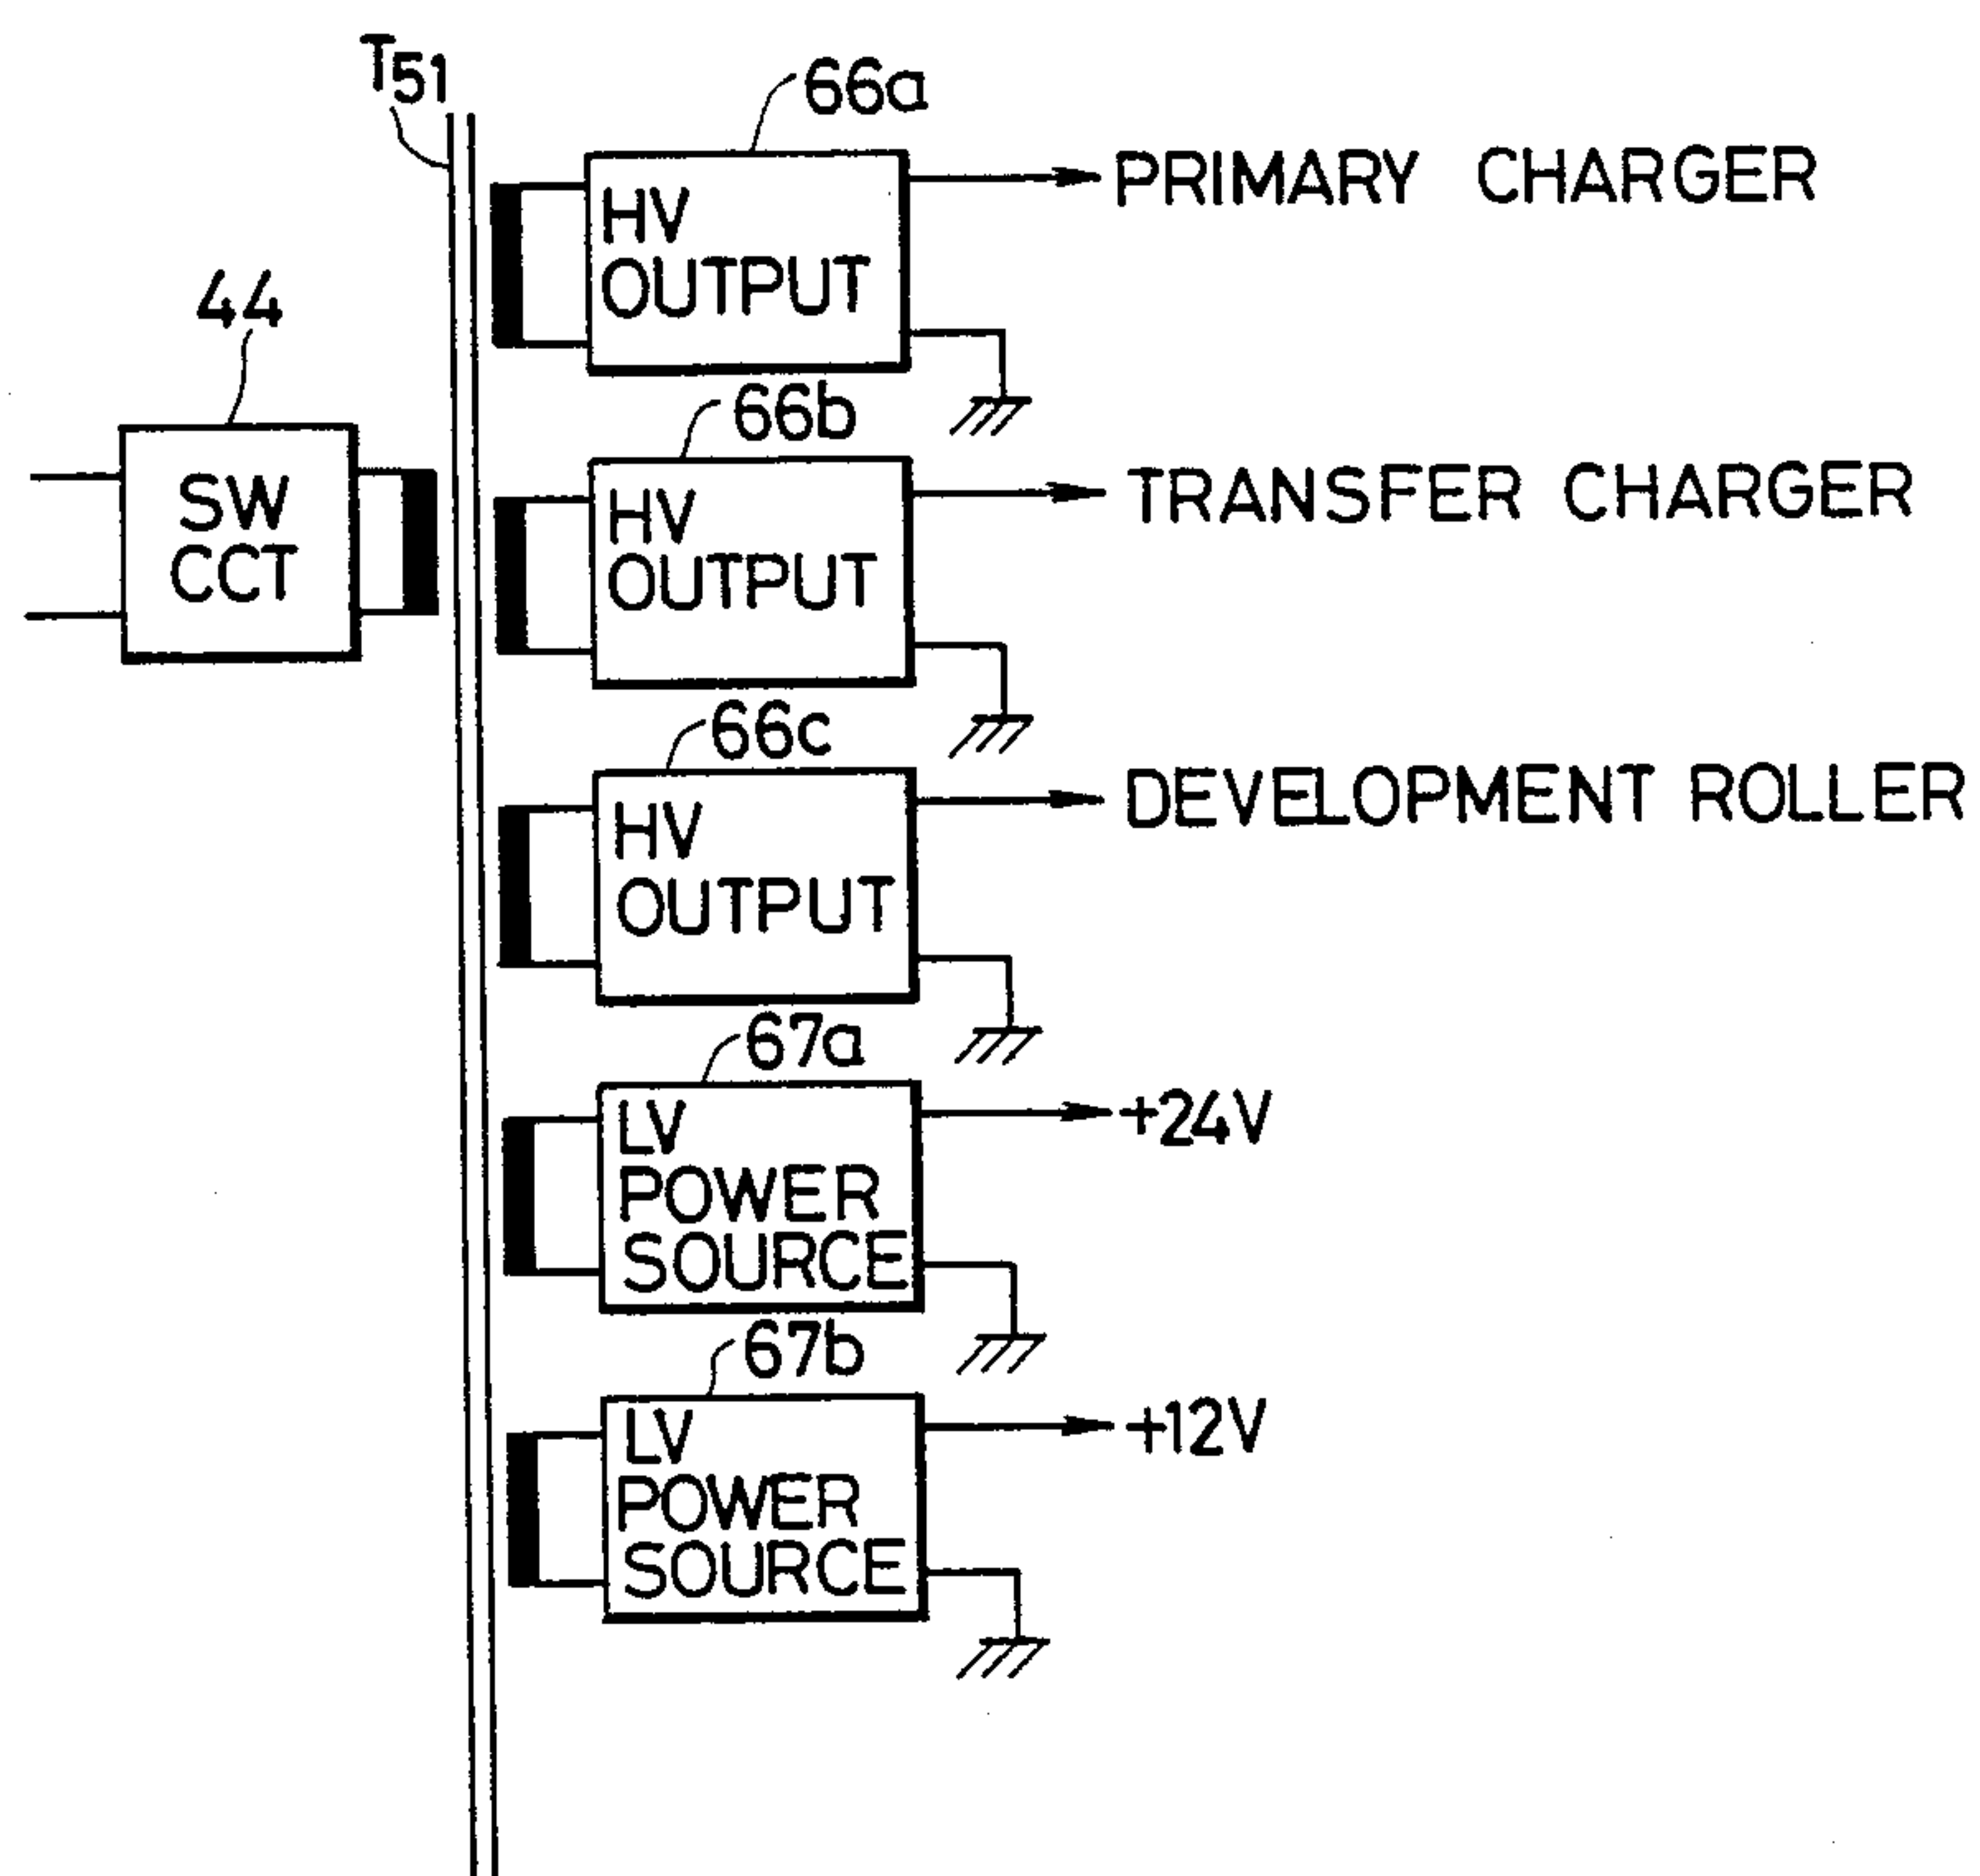 T51
66a
HV
OUTPUT
PRIMARY CHARGER
44
SW
CCT
66b
HV
OUTPUT
TRANSFER CHARGER
66c
HV
OUTPUT
DEVELOPMENT ROLLER
67a
LV
POWER
SOURCE
+24V
67b
LV
POWER
SOURCE
+12V